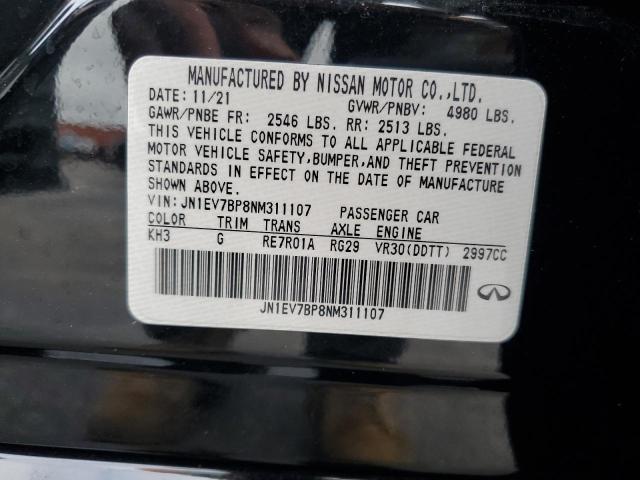 MANUFACTURED BY NISSAN MOTOR CO.,LTD.
DATE: 11/21 GVWR/PNBV: 4980 LBS.
GAWR/PNBE FR: 2546 LBS. RR: 2513 LBS.
THIS VEHICLE CONFORMS TO ALL APPLICABLE FEDERAL
MOTOR VEHICLE SAFETY,BUMPER,AND THEFT PREVENTION
STANDARDS IN EFFECT ON THE DATE OF MANUFACTURE
SHOWN ABOVE.
VIN: JN1EV7BP8NM311107 PASSENGER CAR
COLOR TRIM TRANS AXLE ENGINE
KH3 G RE7R01A RG29 VR30(DDTT) 2997CC
JN1EV7BP8NM311107